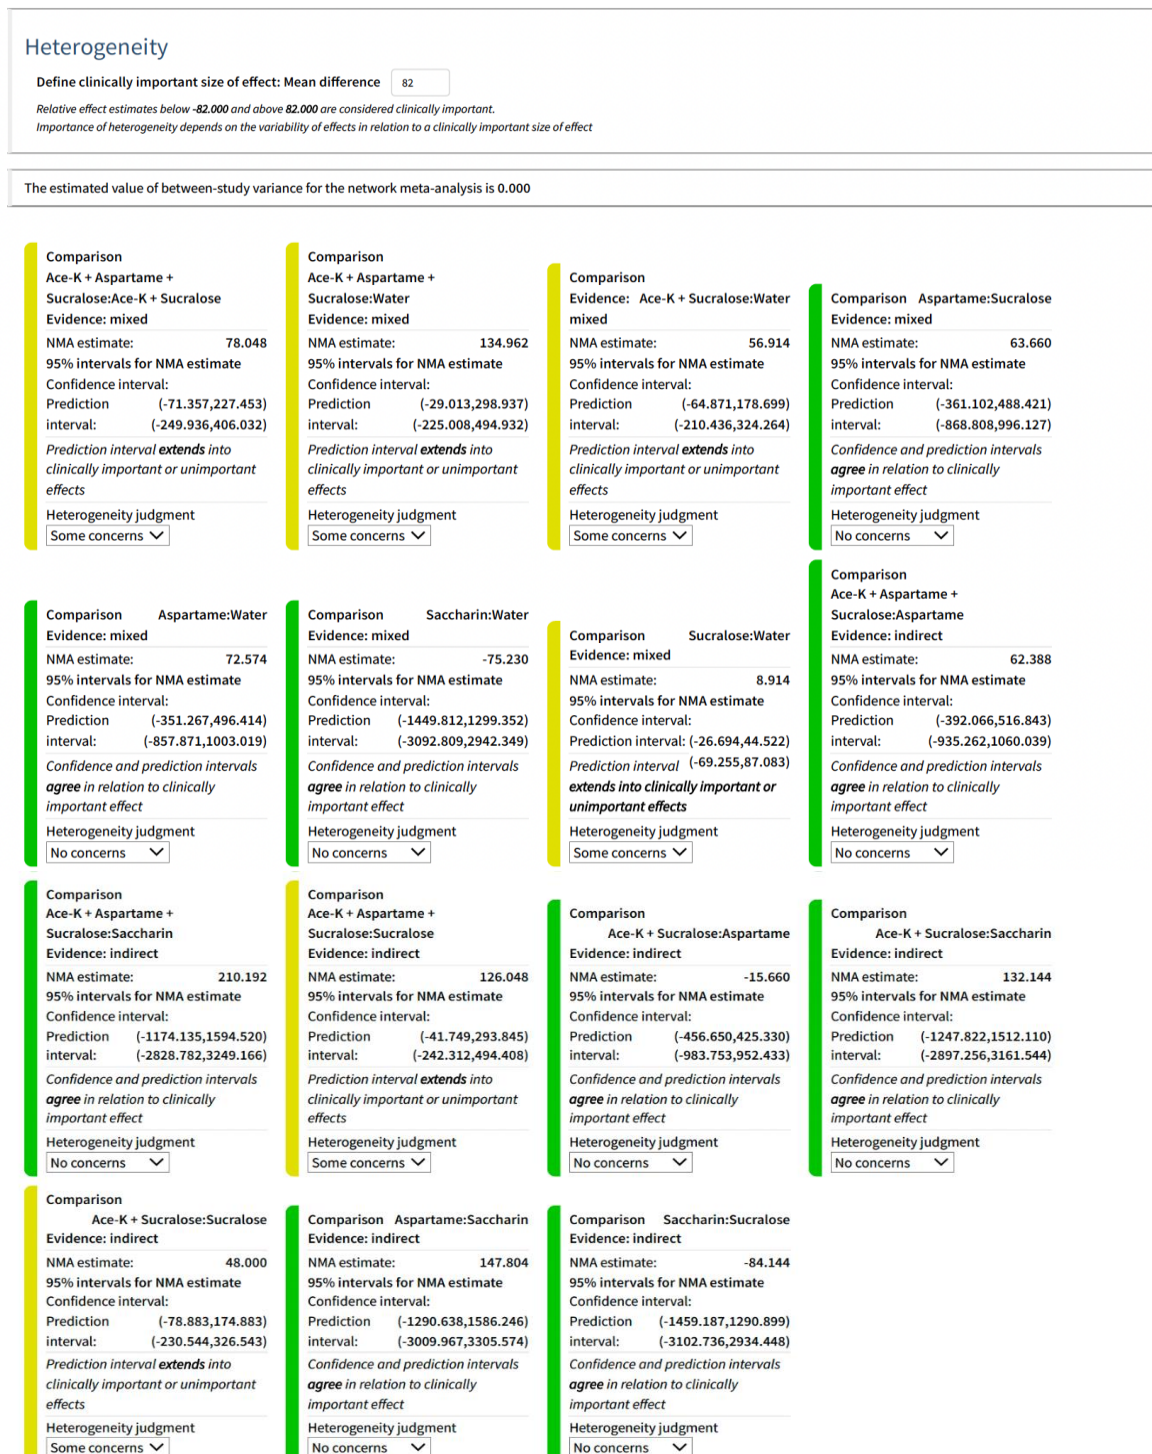 Heterogeneity
Define clinically important size of effect: Mean difference 82
Relative effect estimates below -82.000 and above 82.000 are considered clinically important.
Importance of heterogeneity depends on the variability of effects in relation to a clinically important size of effect
The estimated value of between-study variance for the network meta-analysis is 0.000
Comparison
Ace-K + Aspartame +
Sucralose:Ace-K + Sucralose
Evidence: mixed
NMA estimate: 78.048
95% intervals for NMA estimate
Confidence interval:
Prediction (-71.357,227.453)
interval: (-249.936,406.032)
Prediction interval extends into
clinically important or unimportant
effects
Heterogeneity judgment
Some concerns
Comparison
Ace-K + Aspartame +
Sucralose:Water
Evidence: mixed
NMA estimate: 134.962
95% intervals for NMA estimate
Confidence interval:
Prediction (-29.013,298.937)
interval: (-225.008,494.932)
Prediction interval extends into
clinically important or unimportant
effects
Heterogeneity judgment
Some concerns
Comparison
Evidence: Ace-K + Sucralose:Water
mixed
NMA estimate: 56.914
95% intervals for NMA estimate
Confidence interval:
Prediction (-64.871,178.699)
interval: (-210.436,324.264)
Prediction interval extends into
clinically important or unimportant
effects
Heterogeneity judgment
Some concerns
Comparison Aspartame:Sucralose
Evidence: mixed
NMA estimate: 63.660
95% intervals for NMA estimate
Confidence interval:
Prediction (-361.102,488.421)
interval: (-868.808,996.127)
Confidence and prediction intervals
agree in relation to clinically
important effect
Heterogeneity judgment
No concerns
Comparison Aspartame:Water
Evidence: mixed
NMA estimate: 72.574
95% intervals for NMA estimate
Confidence interval:
Prediction (-351.267,496.414)
interval: (-857.871,1003.019)
Confidence and prediction intervals
agree in relation to clinically
important effect
Heterogeneity judgment
No concerns
Comparison Saccharin:Water
Evidence: mixed
NMA estimate: -75.230
95% intervals for NMA estimate
Confidence interval:
Prediction (-1449.812,1299.352)
interval: (-3092.809,2942.349)
Confidence and prediction intervals
agree in relation to clinically
important effect
Heterogeneity judgment
No concerns
Comparison Sucralose:Water
Evidence: mixed
NMA estimate: 8.914
95% intervals for NMA estimate
Confidence interval:
Prediction interval: (-26.694,44.522)
Prediction interval (-69.255,87.083)
extends into clinically important or
unimportant effects
Heterogeneity judgment
Some concerns
Comparison
Ace-K + Aspartame +
Sucralose:Aspartame
Evidence: indirect
NMA estimate: 62.388
95% intervals for NMA estimate
Confidence interval:
Prediction (-392.066,516.843)
interval: (-935.262,1060.039)
Confidence and prediction intervals
agree in relation to clinically
important effect
Heterogeneity judgment
No concerns
Comparison
Ace-K + Aspartame +
Sucralose:Saccharin
Evidence: indirect
NMA estimate: 210.192
95% intervals for NMA estimate
Confidence interval:
Prediction (-1174.135,1594.520)
interval: (-2828.782,3249.166)
Confidence and prediction intervals
agree in relation to clinically
important effect
Heterogeneity judgment
No concerns
Comparison
Ace-K + Aspartame +
Sucralose:Sucralose
Evidence: indirect
NMA estimate: 126.048
95% intervals for NMA estimate
Confidence interval:
Prediction (-41.749,293.845)
interval: (-242.312,494.408)
Prediction interval extends into
clinically important or unimportant
effects
Heterogeneity judgment
Some concerns
Comparison
Ace-K + Sucralose:Aspartame
Evidence: indirect
NMA estimate: -15.660
95% intervals for NMA estimate
Confidence interval:
Prediction (-456.650,425.330)
interval: (-983.753,952.433)
Confidence and prediction intervals
agree in relation to clinically
important effect
Heterogeneity judgment
No concerns
Comparison
Ace-K + Sucralose:Saccharin
Evidence: indirect
NMA estimate: 132.144
95% intervals for NMA estimate
Confidence interval:
Prediction (-1247.822,1512.110)
interval: (-2897.256,3161.544)
Confidence and prediction intervals
agree in relation to clinically
important effect
Heterogeneity judgment
No concerns
Comparison
Ace-K + Sucralose:Sucralose
Evidence: indirect
NMA estimate: 48.000
95% intervals for NMA estimate
Confidence interval:
Prediction (-78.883,174.883)
interval: (-230.544,326.543)
Prediction interval extends into
clinically important or unimportant
effects
Heterogeneity judgment
Some concerns
Comparison Aspartame:Saccharin
Evidence: indirect
NMA estimate: 147.804
95% intervals for NMA estimate
Confidence interval:
Prediction (-1290.638,1586.246)
interval: (-3009.967,3305.574)
Confidence and prediction intervals
agree in relation to clinically
important effect
Heterogeneity judgment
No concerns
Comparison Saccharin:Sucralose
Evidence: indirect
NMA estimate: -84.144
95% intervals for NMA estimate
Confidence interval:
Prediction (-1459.187,1290.899)
interval: (-3102.736,2934.448)
Confidence and prediction intervals
agree in relation to clinically
important effect
Heterogeneity judgment
No concerns